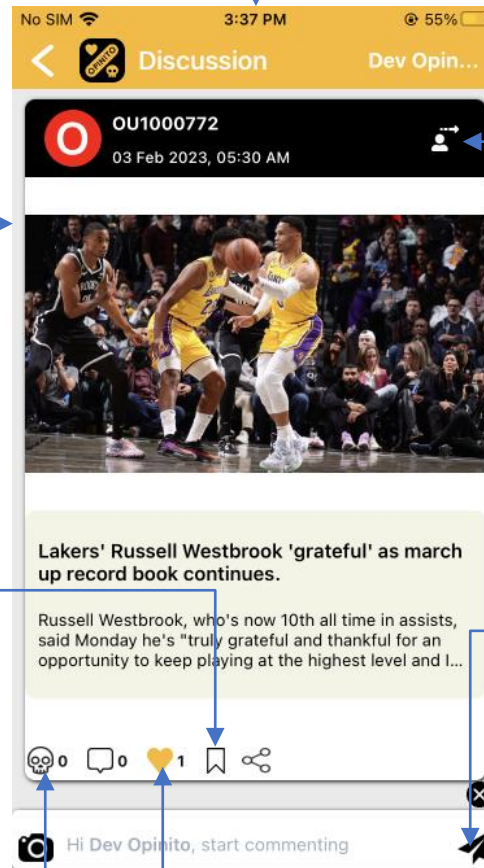 No SIM 3:37 PM 55%
OPINITO Discussion Dev Opin...
O OU1000772
03 Feb 2023, 05:30 AM
Lakers' Russell Westbrook 'grateful' as march
up record book continues.
Russell Westbrook, who's now 10th all time in assists,
said Monday he's "truly grateful and thankful for an
opportunity to keep playing at the highest level and I...
0 0 1
Hi Dev Opinito, start commenting